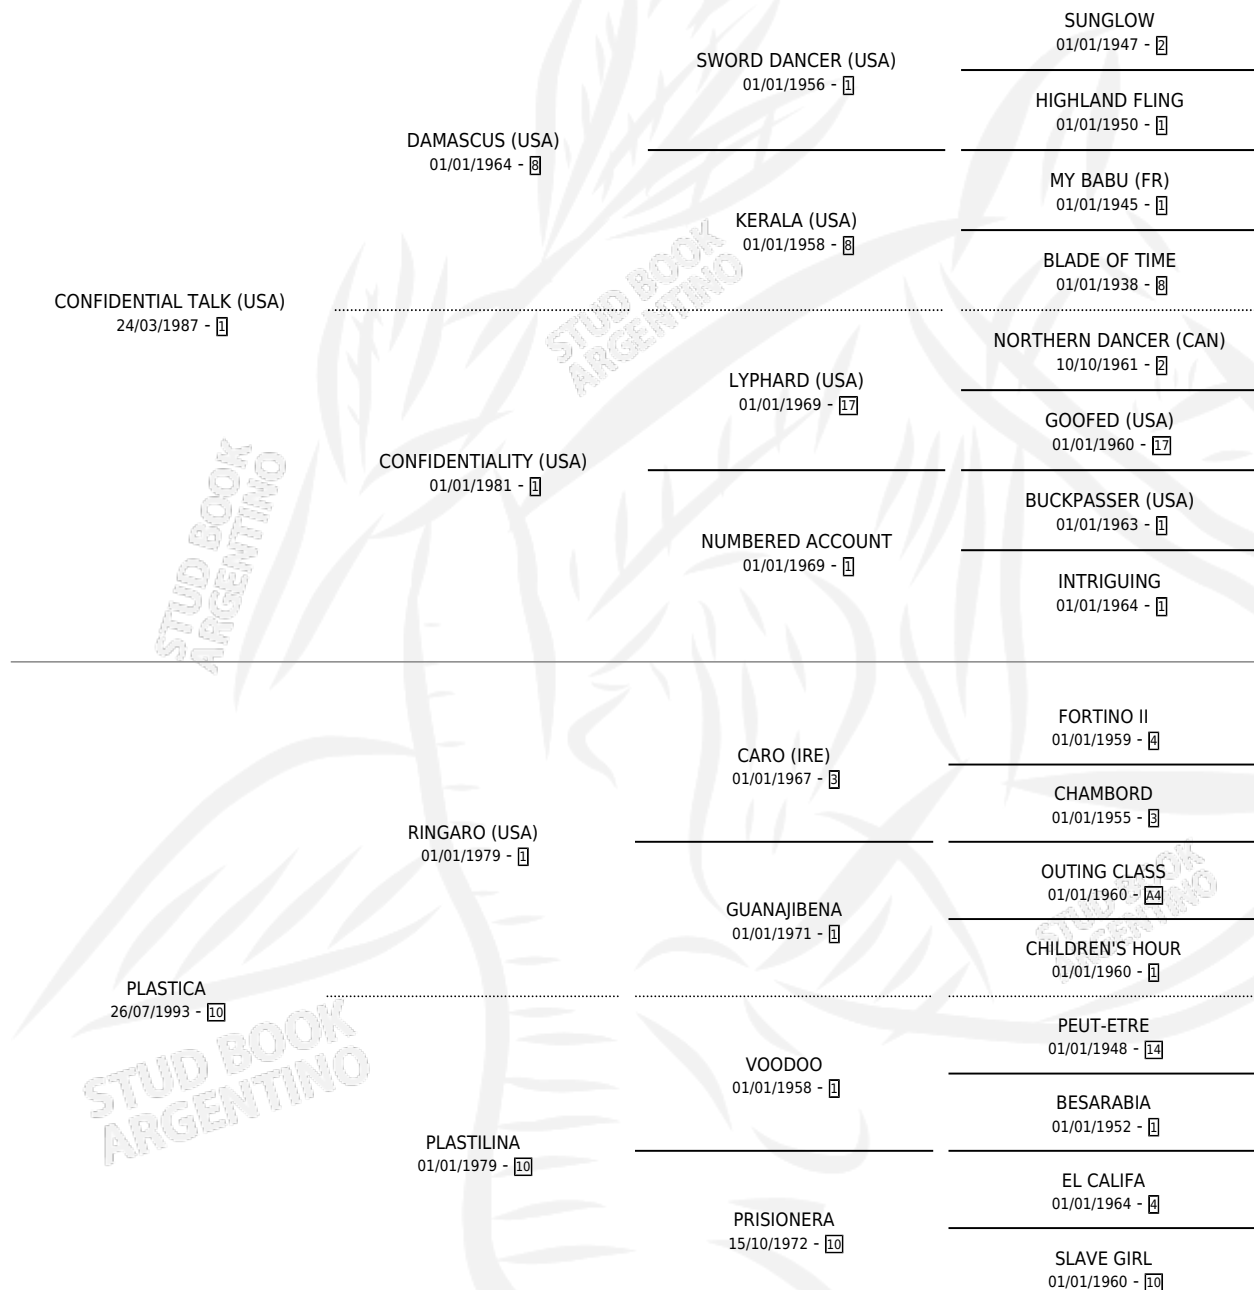 SUNGLOW
01/01/1947 - 2
SWORD DANCER (USA)
01/01/1956 - 1
HIGHLAND FLING
01/01/1950 - 1
DAMASCUS (USA)
01/01/1964 - 8
MY BABU (FR)
01/01/1945 - 1
KERALA (USA)
01/01/1958 - 8
BLADE OF TIME
01/01/1938 - 8
CONFIDENTIAL TALK (USA)
24/03/1987 - 1
NORTHERN DANCER (CAN)
10/10/1961 - 2
LYPHARD (USA)
01/01/1969 - 17
GOOFED (USA)
01/01/1960 - 17
CONFIDENTIALITY (USA)
01/01/1981 - 1
BUCKPASSER (USA)
01/01/1963 - 1
NUMBERED ACCOUNT
01/01/1969 - 1
INTRIGUING
01/01/1964 - 1
FORTINO II
01/01/1959 - 4
CARO (IRE)
01/01/1967 - 3
CHAMBORD
01/01/1955 - 3
RINGARO (USA)
01/01/1979 - 1
OUTING CLASS
01/01/1960 - A4
GUANAJIBENA
01/01/1971 - 1
CHILDREN'S HOUR
01/01/1960 - 1
PLASTICA
26/07/1993 - 10
PEUT-ETRE
01/01/1948 - 14
VOODOO
01/01/1958 - 1
BESARABIA
01/01/1952 - 1
PLASTILINA
01/01/1979 - 10
EL CALIFA
01/01/1964 - 4
PRISIONERA
15/10/1972 - 10
SLAVE GIRL
01/01/1960 - 10
STUD BOOK
ARGENTINO
STUD BOOK
ARGENTINO
STUD BOOK
ARGENTINO
STUD BOOK
ARGENTINO